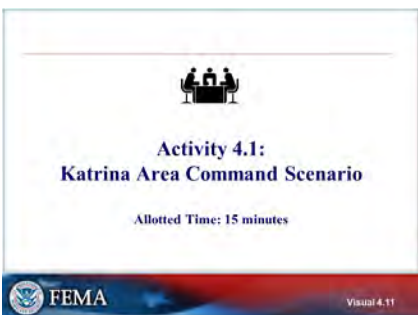 Activity 4.1:
Katrina Area Command Scenario
Allotted Time: 15 minutes
FEMA
Visual 4.11